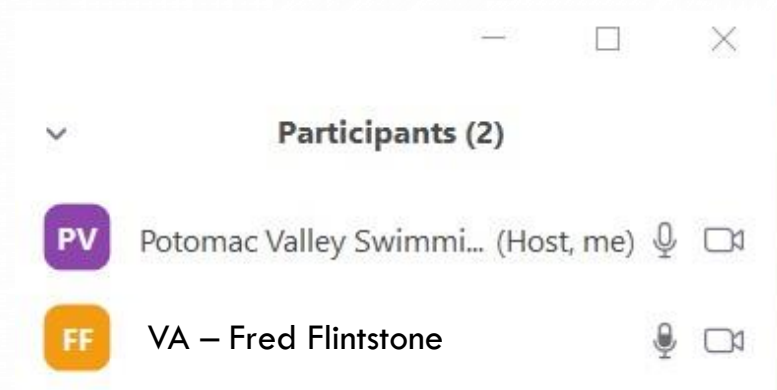 Participants (2)
PV Potomac Valley Swimmi... (Host, me)
FF VA – Fred Flintstone